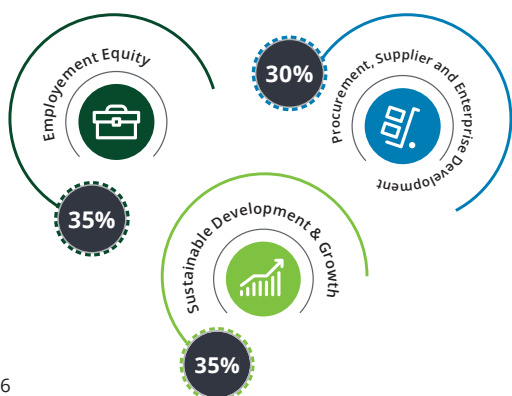 Employement Equity
35%
30%
Procurement, Supplier and Enterprise Development
Sustainable Development & Growth
35%
6